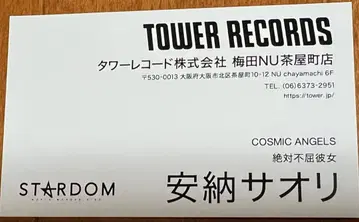 TOWER RECORDS
タワーレコード株式会社 梅田NU茶屋町店
〒530-0013 大阪府大阪市北区茶屋町10-12 NU chayamachi 6F
TEL. (06)6373-2951
https://tower.jp/
COSMIC ANGELS
絶対不屈彼女
安納サオリ
STARDOM